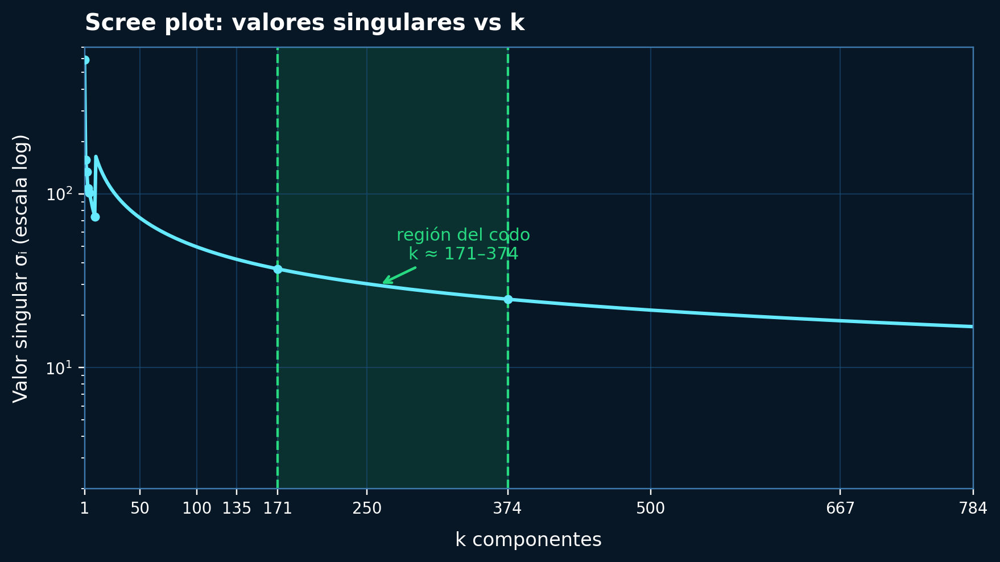 Scree plot: valores singulares vs k
Valor singular σᵢ (escala log)
10²
10¹
región del codo
k ≈ 171–374
1 50 100 135 171 250 374 500 667 784
k componentes